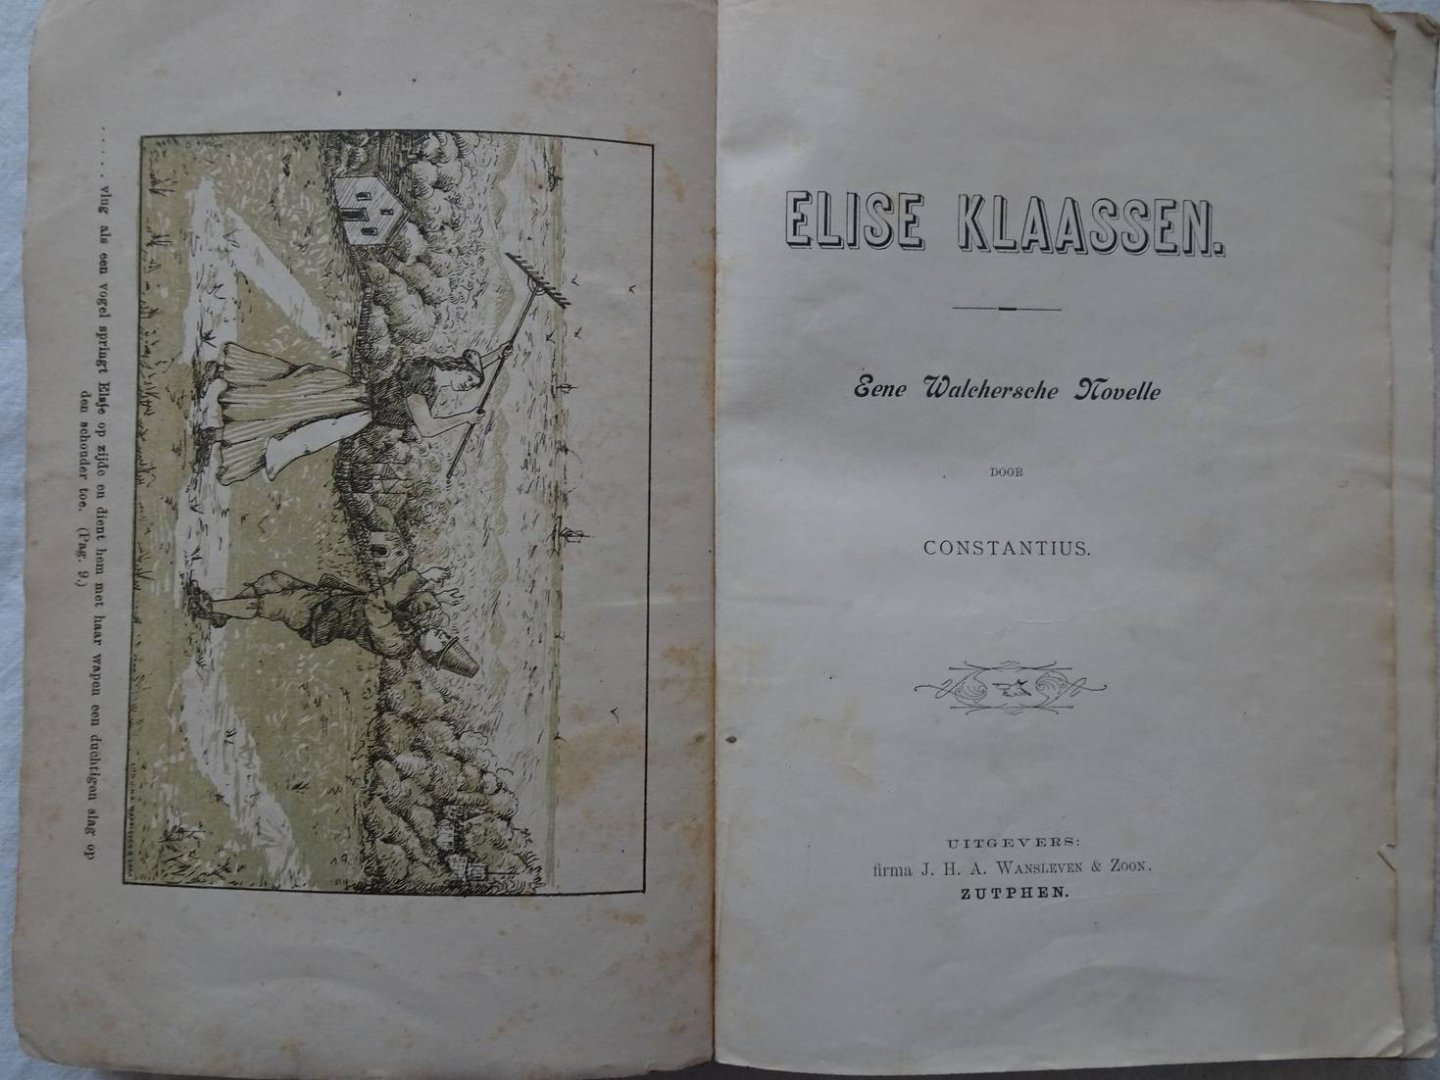 . . . . . vlug als een vogel springt Elsje op zijde en dient hem met haar wapen een duchtigen slag op
den schouder toe. (Pag. 9.)
ELISE KLAASSEN.
Eene Walchersche Novelle
DOOR
CONSTANTIUS.
UITGEVERS:
firma J. H. A. WANSLEVEN & ZOON.
ZUTPHEN.